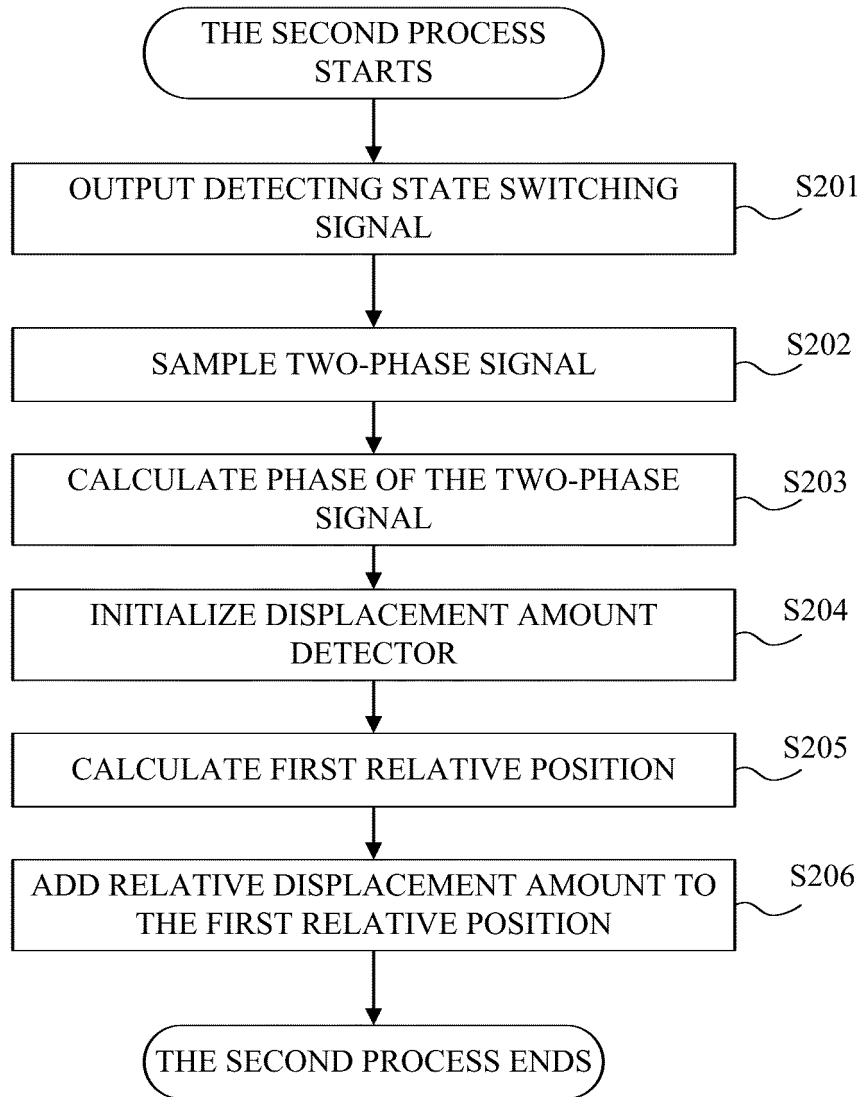 THE SECOND PROCESS
STARTS
OUTPUT DETECTING STATE SWITCHING
SIGNAL
S201
SAMPLE TWO-PHASE SIGNAL
S202
CALCULATE PHASE OF THE TWO-PHASE
SIGNAL
S203
INITIALIZE DISPLACEMENT AMOUNT
DETECTOR
S204
CALCULATE FIRST RELATIVE POSITION
S205
ADD RELATIVE DISPLACEMENT AMOUNT TO
THE FIRST RELATIVE POSITION
S206
THE SECOND PROCESS ENDS